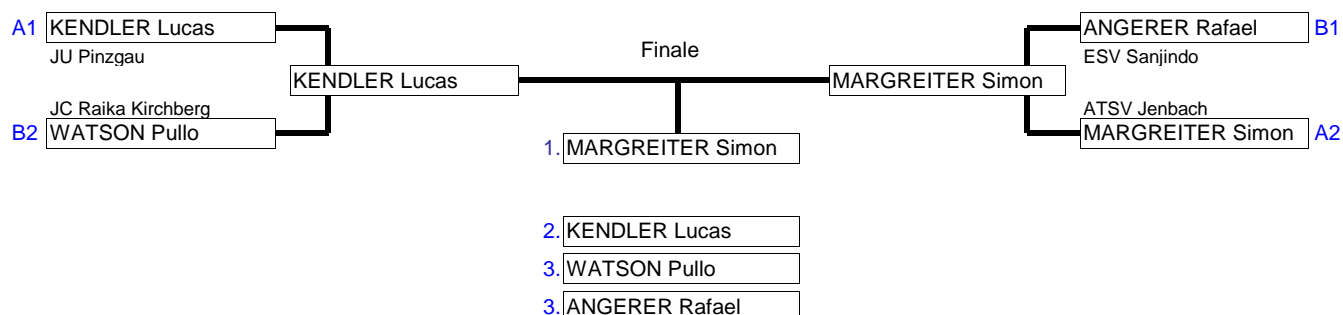 A1 KENDLER Lucas
JU Pinzgau
KENDLER Lucas
JC Raika Kirchberg
B2 WATSON Pullo
Finale
ANGERER Rafael B1
ESV Sanjindo
MARGREITER Simon
ATSV Jenbach
MARGREITER Simon A2
1. MARGREITER Simon
2. KENDLER Lucas
3. WATSON Pullo
3. ANGERER Rafael